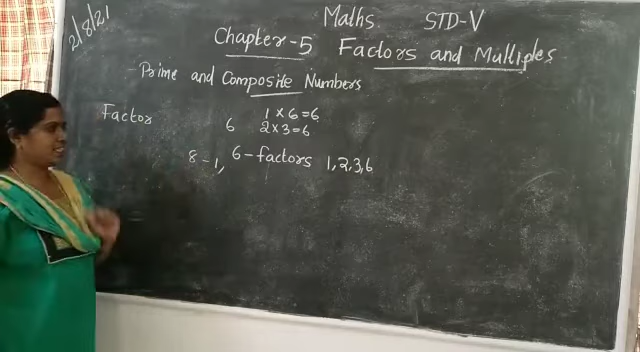 2/8/21
Maths STD-V
Chapter-5 Factors and Multiples
- Prime and Composite Numbers
Factor 6 1 x 6 = 6
2 x 3 = 6
8 - 1, 6 - factors 1, 2, 3, 6